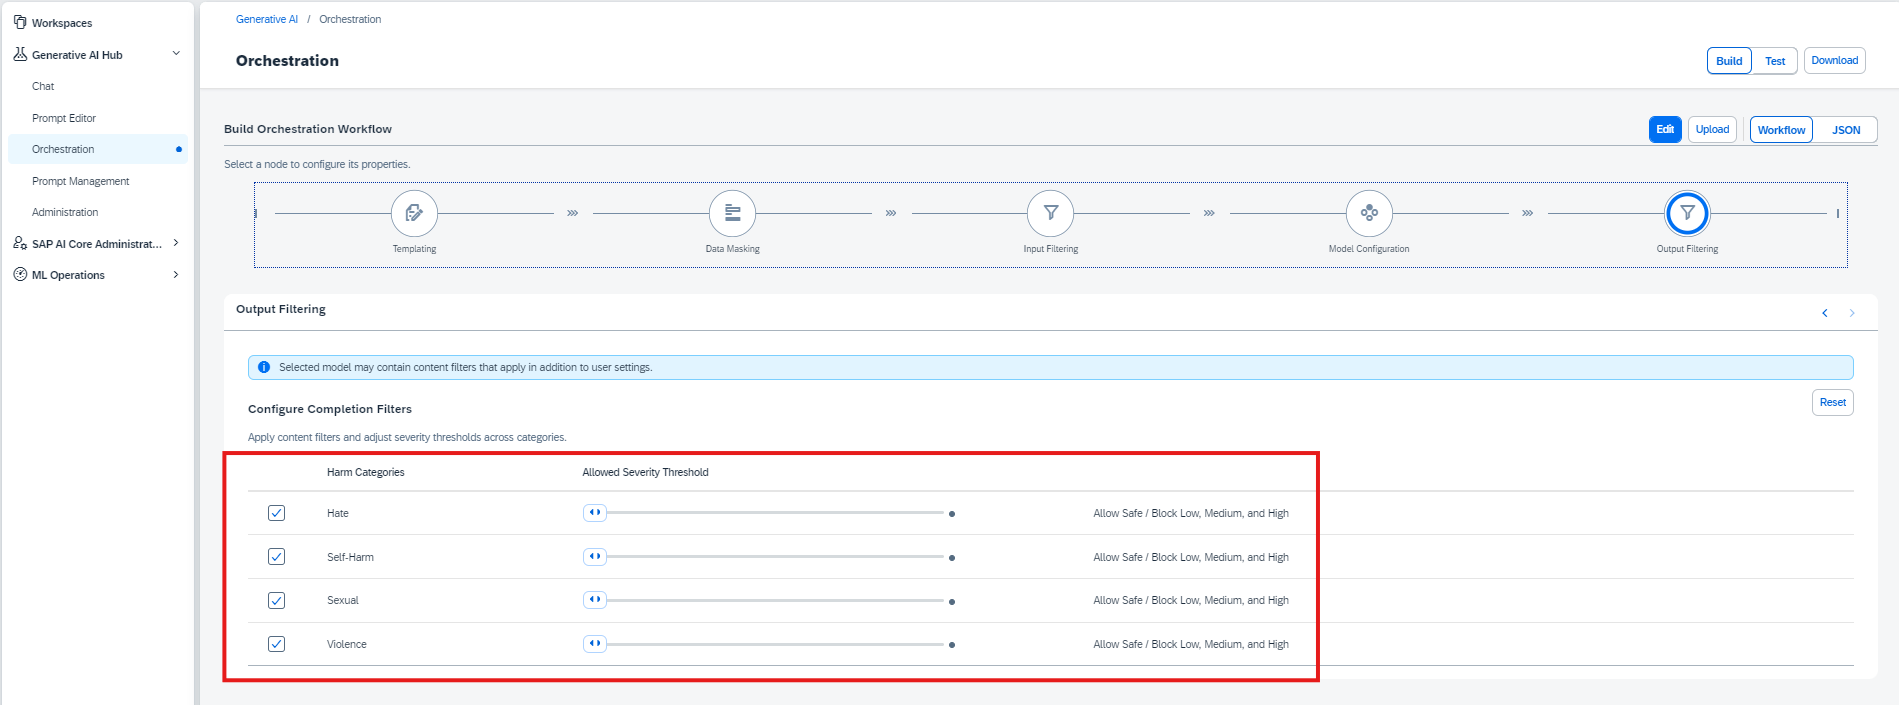 Workspaces
Generative AI Hub
Chat
Prompt Editor
Orchestration
Prompt Management
Administration
SAP AI Core Administrat...
ML Operations
Generative AI / Orchestration
Orchestration
Build Test Download
Build Orchestration Workflow
Edit Upload Workflow JSON
Select a node to configure its properties.
Templating Data Masking Input Filtering Model Configuration Output Filtering
Output Filtering
Selected model may contain content filters that apply in addition to user settings.
Configure Completion Filters
Reset
Apply content filters and adjust severity thresholds across categories.
Harm Categories Allowed Severity Threshold
Hate Allow Safe / Block Low, Medium, and High
Self-Harm Allow Safe / Block Low, Medium, and High
Sexual Allow Safe / Block Low, Medium, and High
Violence Allow Safe / Block Low, Medium, and High